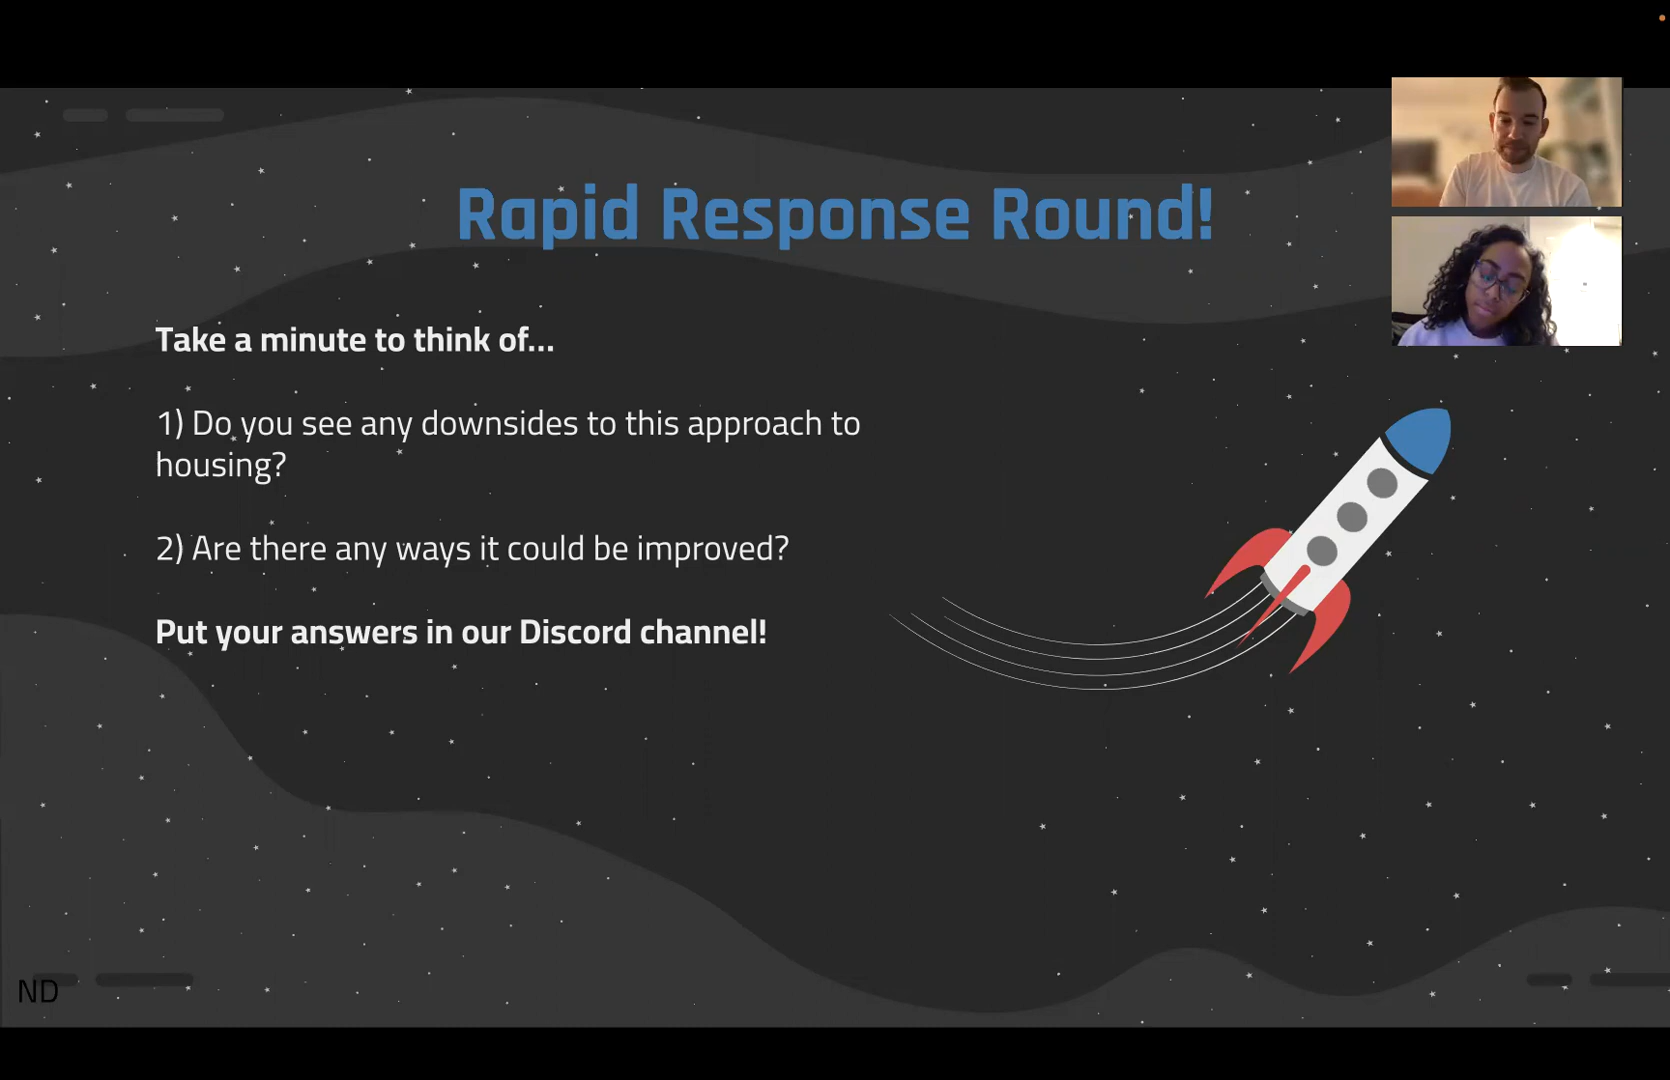 Rapid Response Round!
Take a minute to think of...
1) Do you see any downsides to this approach to
housing?
2) Are there any ways it could be improved?
Put your answers in our Discord channel!
ND